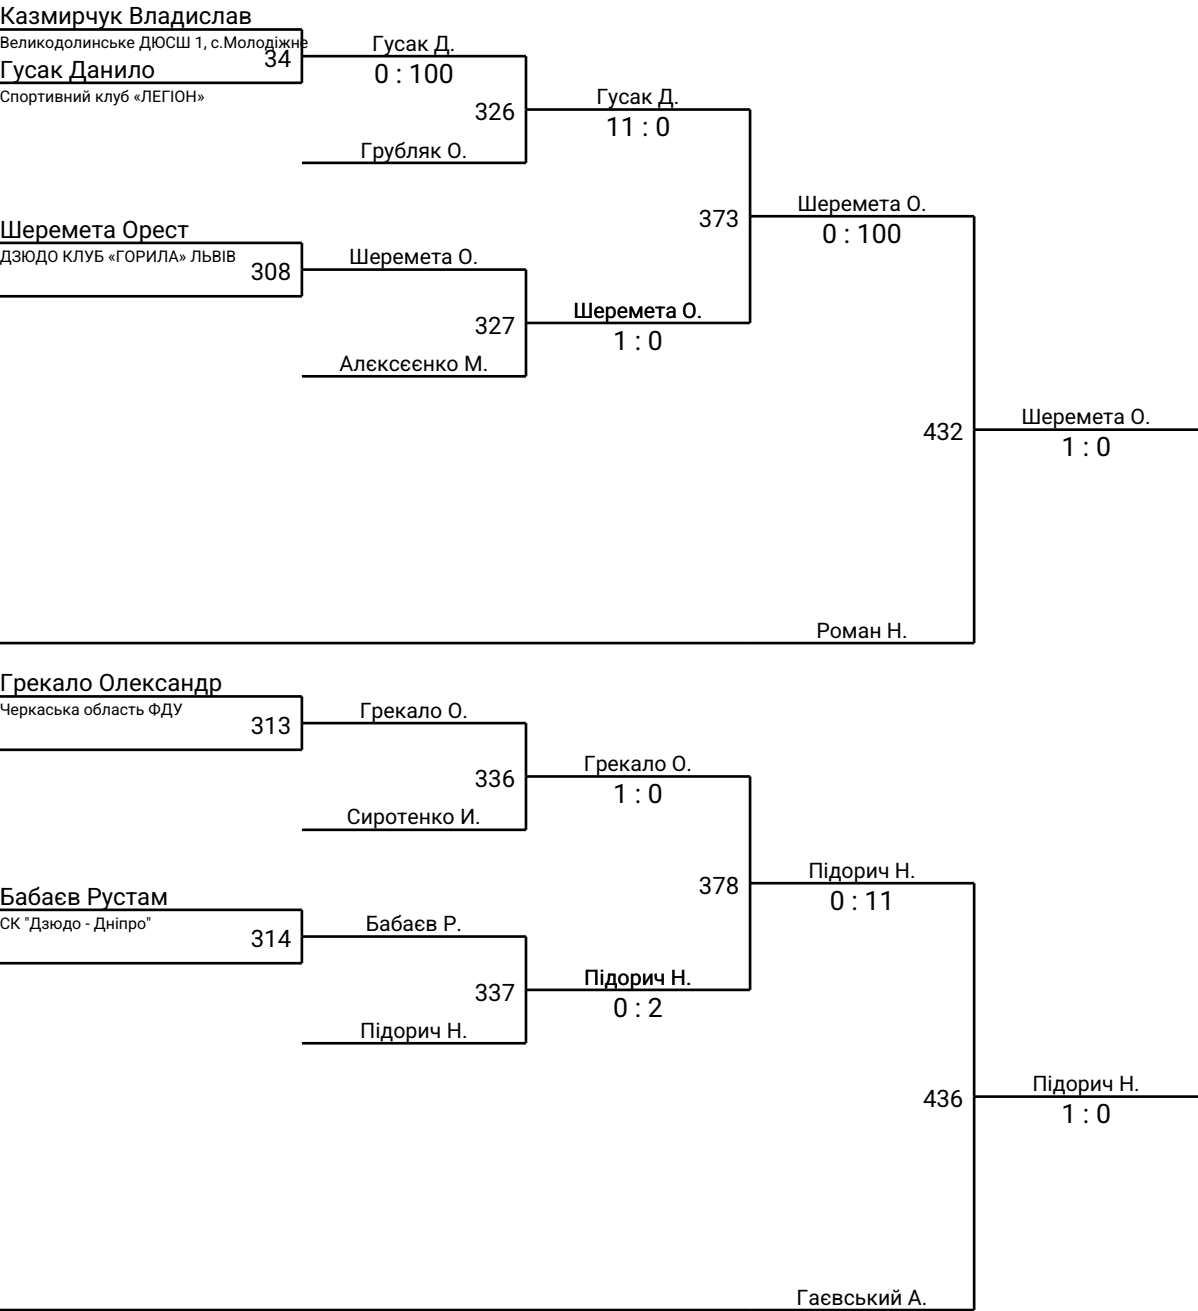 Казмирчук Владислав
Великодолинське ДЮСШ 1, с.Молодіжне
34
Гусак Данило
Спортивний клуб «ЛЕГІОН»
Гусак Д.
0 : 100
326
Грубляк О.
Гусак Д.
11 : 0
Шеремета Орест
ДЗЮДО КЛУБ «ГОРИЛА» ЛЬВІВ
308
Шеремета О.
327
Алєксєєнко М.
Шеремета О.
1 : 0
373
Шеремета О.
0 : 100
432
Шеремета О.
1 : 0
Роман Н.
Грекало Олександр
Черкаська область ФДУ
313
Грекало О.
336
Сиротенко И.
Грекало О.
1 : 0
Бабаєв Рустам
СК "Дзюдо - Дніпро"
314
Бабаєв Р.
337
Підорич Н.
Підорич Н.
0 : 2
378
Підорич Н.
0 : 11
436
Підорич Н.
1 : 0
Гаєвський А.